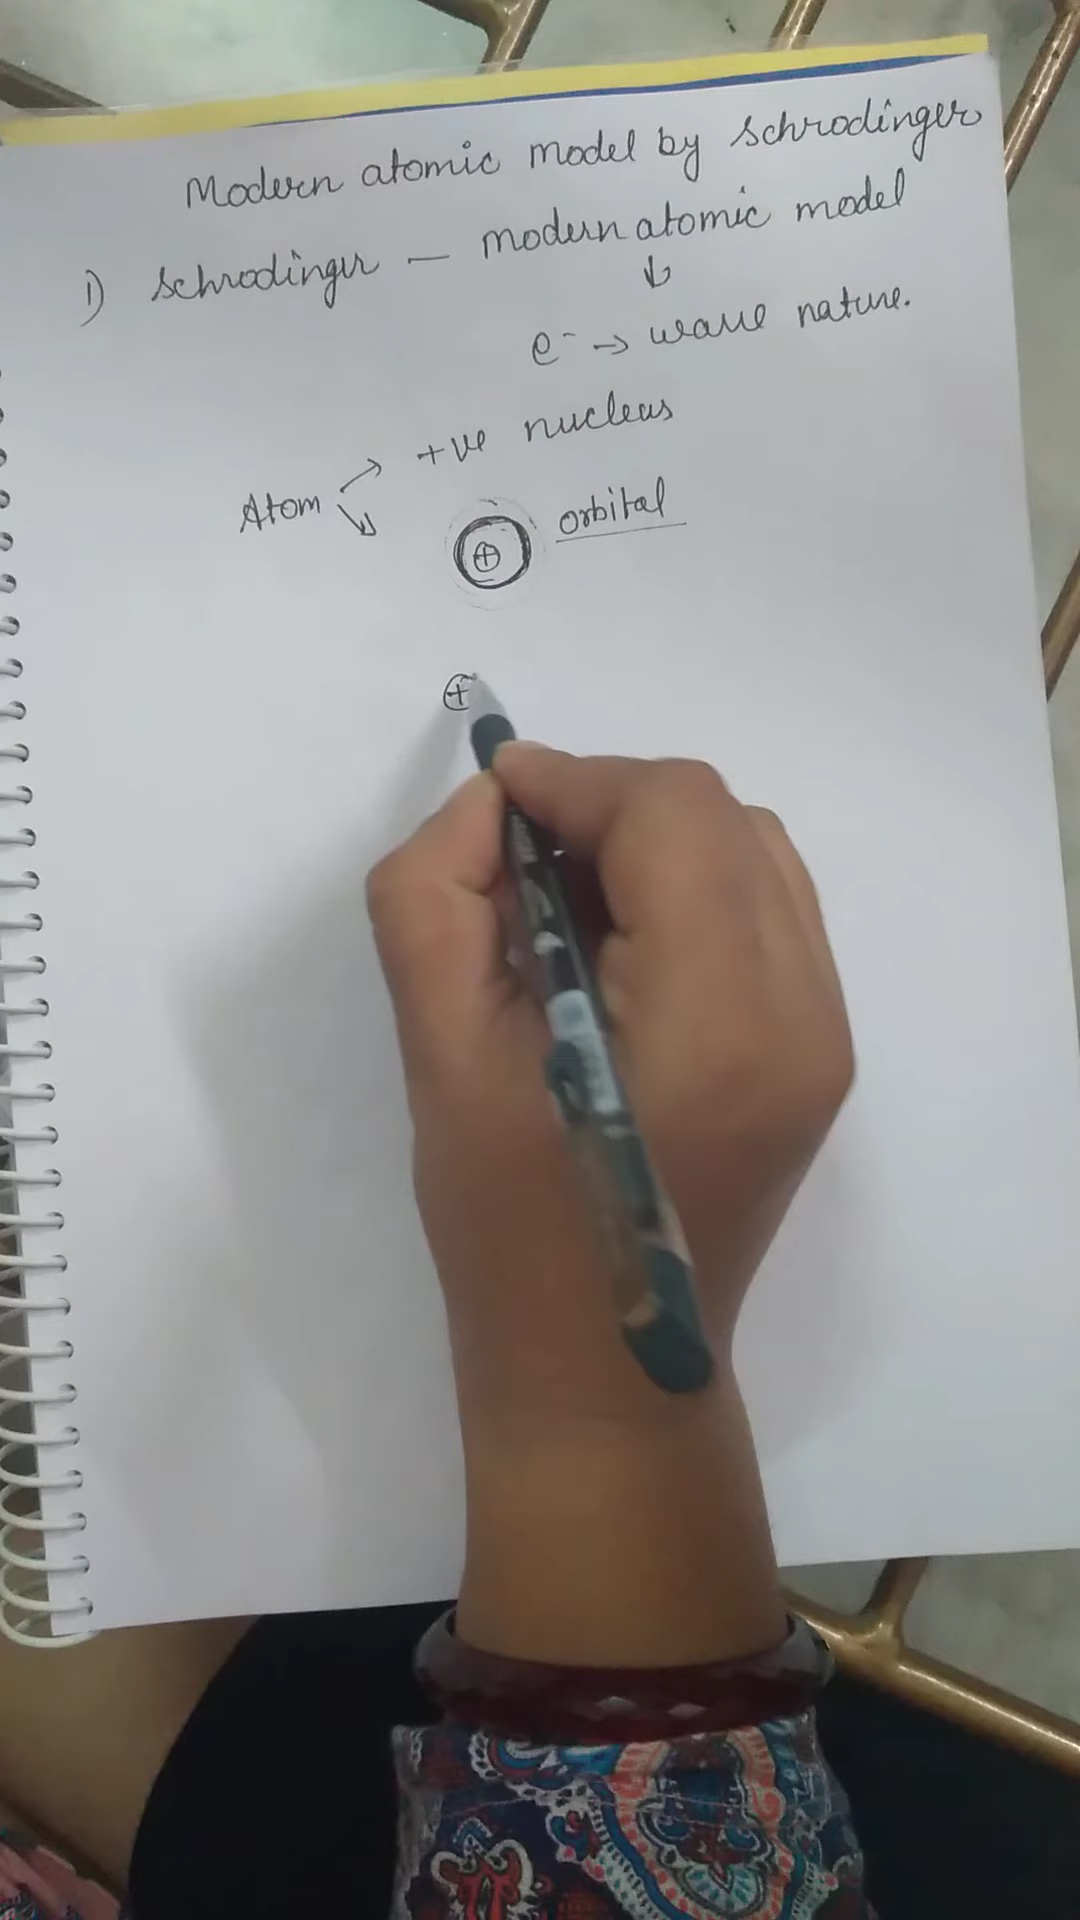 Modern atomic model by schrodinger
1) schrodinger — modern atomic model
↓
e⁻ → wave nature.
+ve nucleus
Atom
orbital
+
+